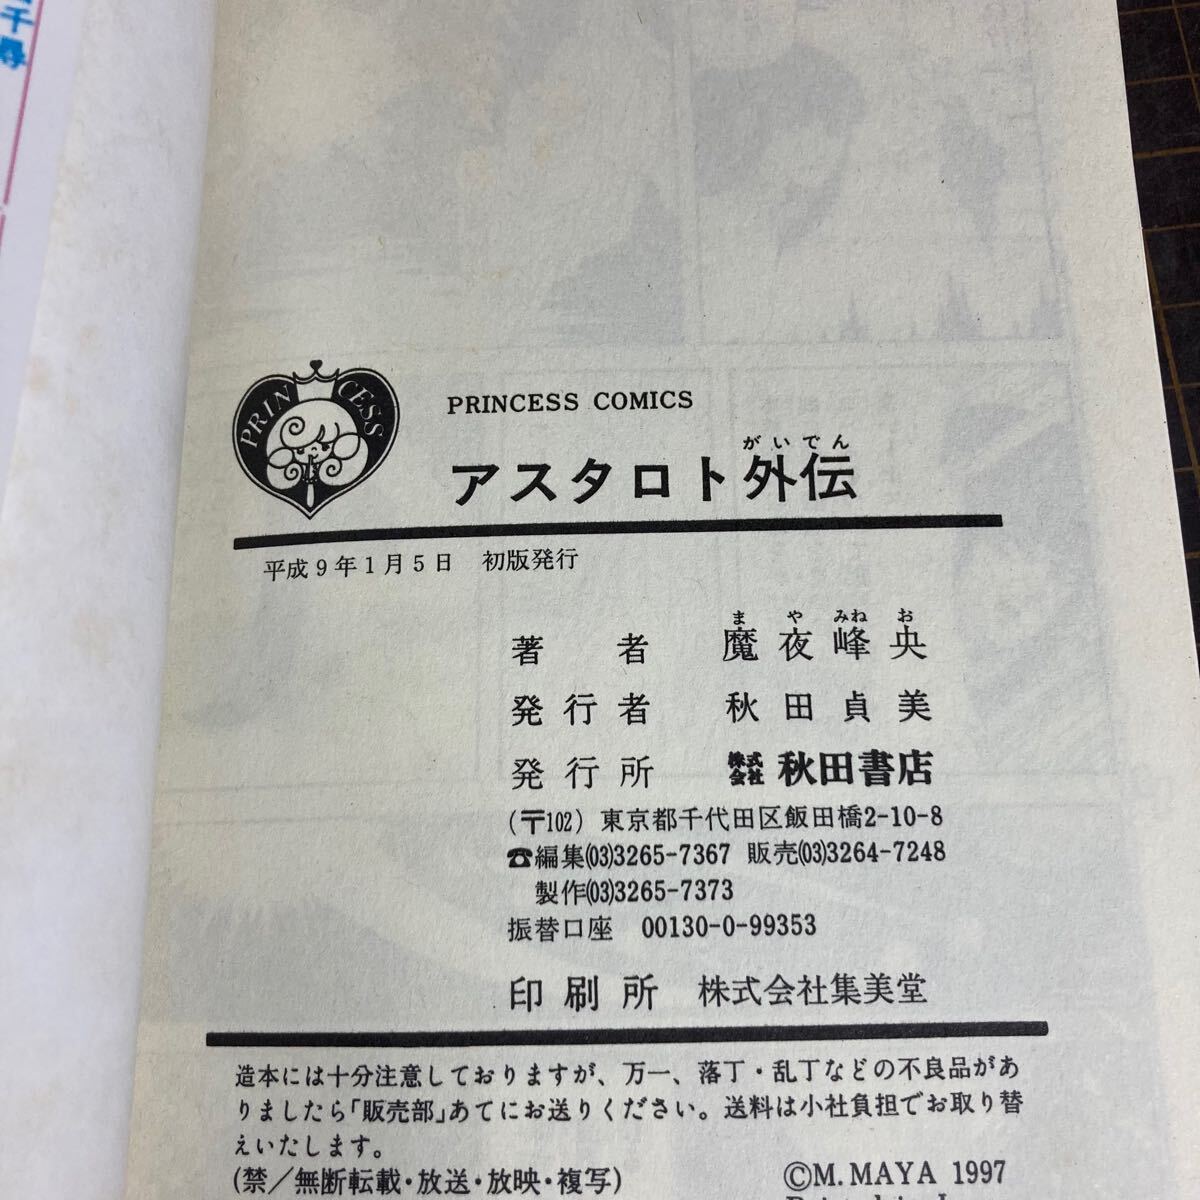 千尋
PRINCESS
PRINCESS COMICS
がいでん
アスタロト外伝
平成9年1月5日 初版発行
ま や みね お
著者 魔夜峰央
発行者 秋田貞美
発行所 株式会社 秋田書店
(〒102) 東京都千代田区飯田橋2-10-8
☎編集(03)3265-7367 販売(03)3264-7248
製作(03)3265-7373
振替口座 00130-0-99353
印刷所 株式会社集美堂
造本には十分注意しておりますが、万一、落丁・乱丁などの不良品があ
りましたら「販売部」あてにお送りください。送料は小社負担でお取り替
えいたします。
(禁/無断転載・放送・放映・複写)
©M. MAYA 1997